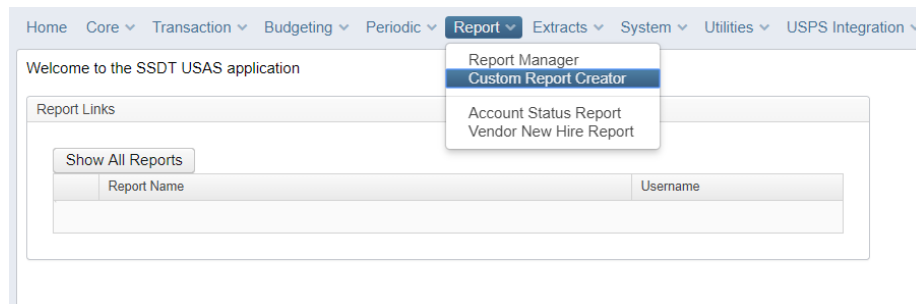 Home Core Transaction Budgeting Periodic Report Extracts System Utilities USPS Integration
Welcome to the SSDT USAS application
Report Manager
Custom Report Creator
Account Status Report
Vendor New Hire Report
Report Links
Show All Reports
Report Name Username